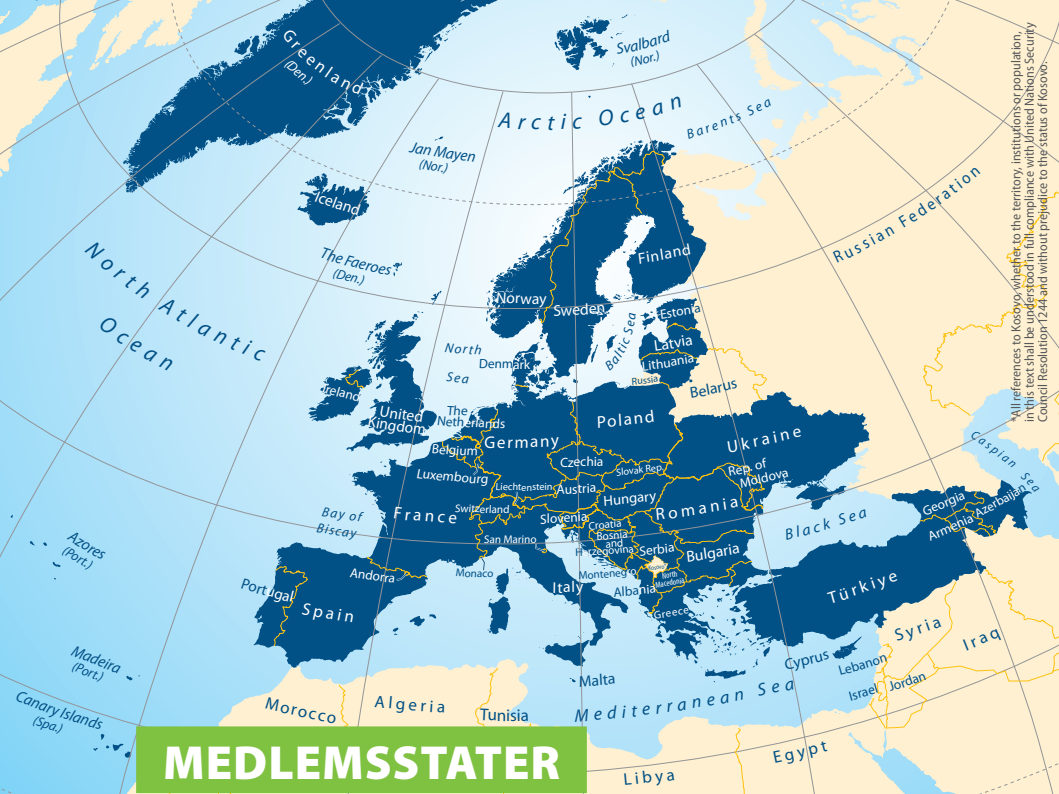 Greenland
(Den.)
Svalbard
(Nor.)
Arctic Ocean
Barents Sea
Jan Mayen
(Nor.)
Iceland
Russian Federation
The Faeroes
(Den.)
North Atlantic
Ocean
Finland
Norway
Sweden
Estonia
Baltic Sea
Latvia
Lithuania
Russia
Belarus
North
Sea
Denmark
Ireland
United
Kingdom
The
Netherlands
Germany
Poland
Belgium
Luxembourg
Czechia
Slovak Rep.
Ukraine
Rep. of
Moldova
Liechtenstein
Austria
Hungary
Romania
Switzerland
France
Slovenia
Croatia
Bosnia
and
Herzegovina
Serbia
Bulgaria
San Marino
Bay of
Biscay
Monaco
Andorra
Italy
Montenegro
North
Macedonia
Albania
Greece
Portugal
Spain
Black Sea
Caspian Sea
Georgia
Armenia
Azerbaijan
Türkiye
Azores
(Port.)
Madeira
(Port.)
Canary Islands
(Spa.)
Malta
Mediterranean Sea
Cyprus
Lebanon
Syria
Iraq
Israel
Jordan
Morocco
Algeria
Tunisia
Libya
Egypt
MEDLEMSSTATER
*All references to Kosovo, whether to the territory, institutions or population,
in this text shall be understood in full compliance with United Nations Security
Council Resolution 1244 and without prejudice to the status of Kosovo.